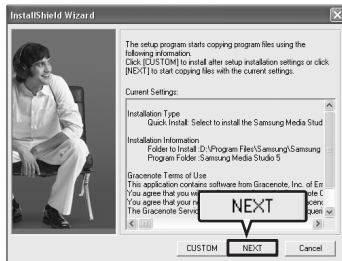 InstallShield Wizard
The setup program starts copying program files using the
following information.
Click [CUSTOM] to install after setup installation settings or click
[NEXT] to start copying files with the current settings.
Current Settings:
Installation Type
Quick Install: Select to install the Samsung Media Stud
Installation Information
Folder to Install :D:\Program Files\Samsung\Samsung
Program Folder :Samsung Media Studio 5
Gracenote Terms of Use
This application contains software from Gracenote, Inc. of Em
You agree that you
You agree that your
The Gracenote Servic
NEXT
CUSTOM NEXT Cancel